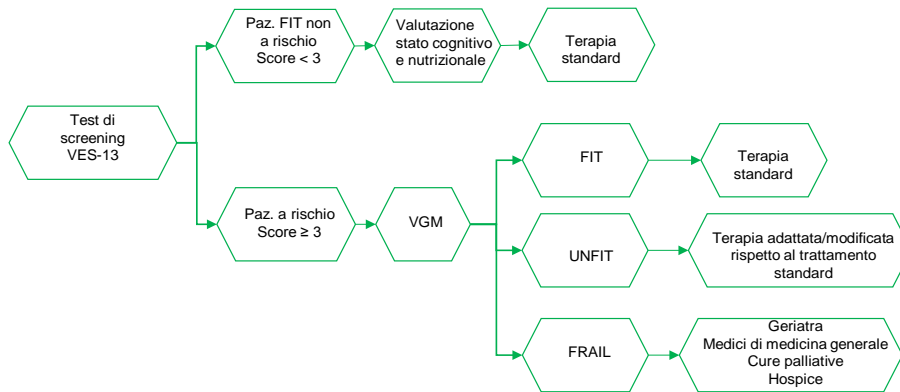 Paz. FIT non
a rischio
Score < 3
Valutazione
stato cognitivo
e nutrizionale
Terapia
standard
Test di
screening
VES-13
FIT
Terapia
standard
Paz. a rischio
Score ≥ 3
VGM
UNFIT
Terapia adattata/modificata
rispetto al trattamento
standard
FRAIL
Geriatra
Medici di medicina generale
Cure palliative
Hospice